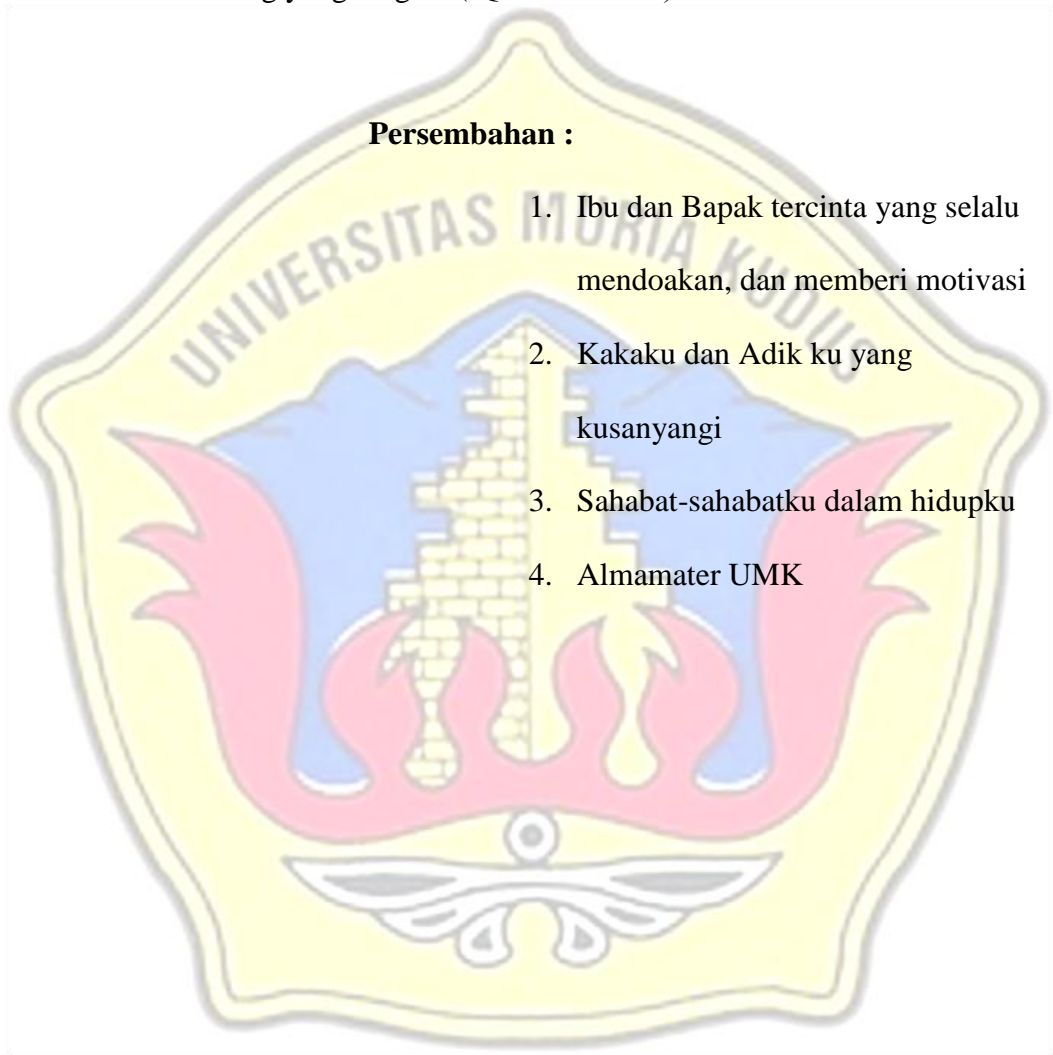 Persembahan :
1. Ibu dan Bapak tercinta yang selalu
mendoakan, dan memberi motivasi
2. Kakaku dan Adik ku yang
kusanyangi
3. Sahabat-sahabatku dalam hidupku
4. Almamater UMK
UNIVERSITAS MURIA KUDUS